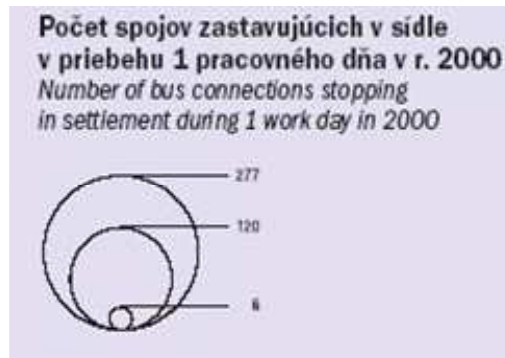 Počet spojov zastavujúcich v sídle
v priebehu 1 pracovného dňa v r. 2000
Number of bus connections stopping
in settlement during 1 work day in 2000
277
120
6